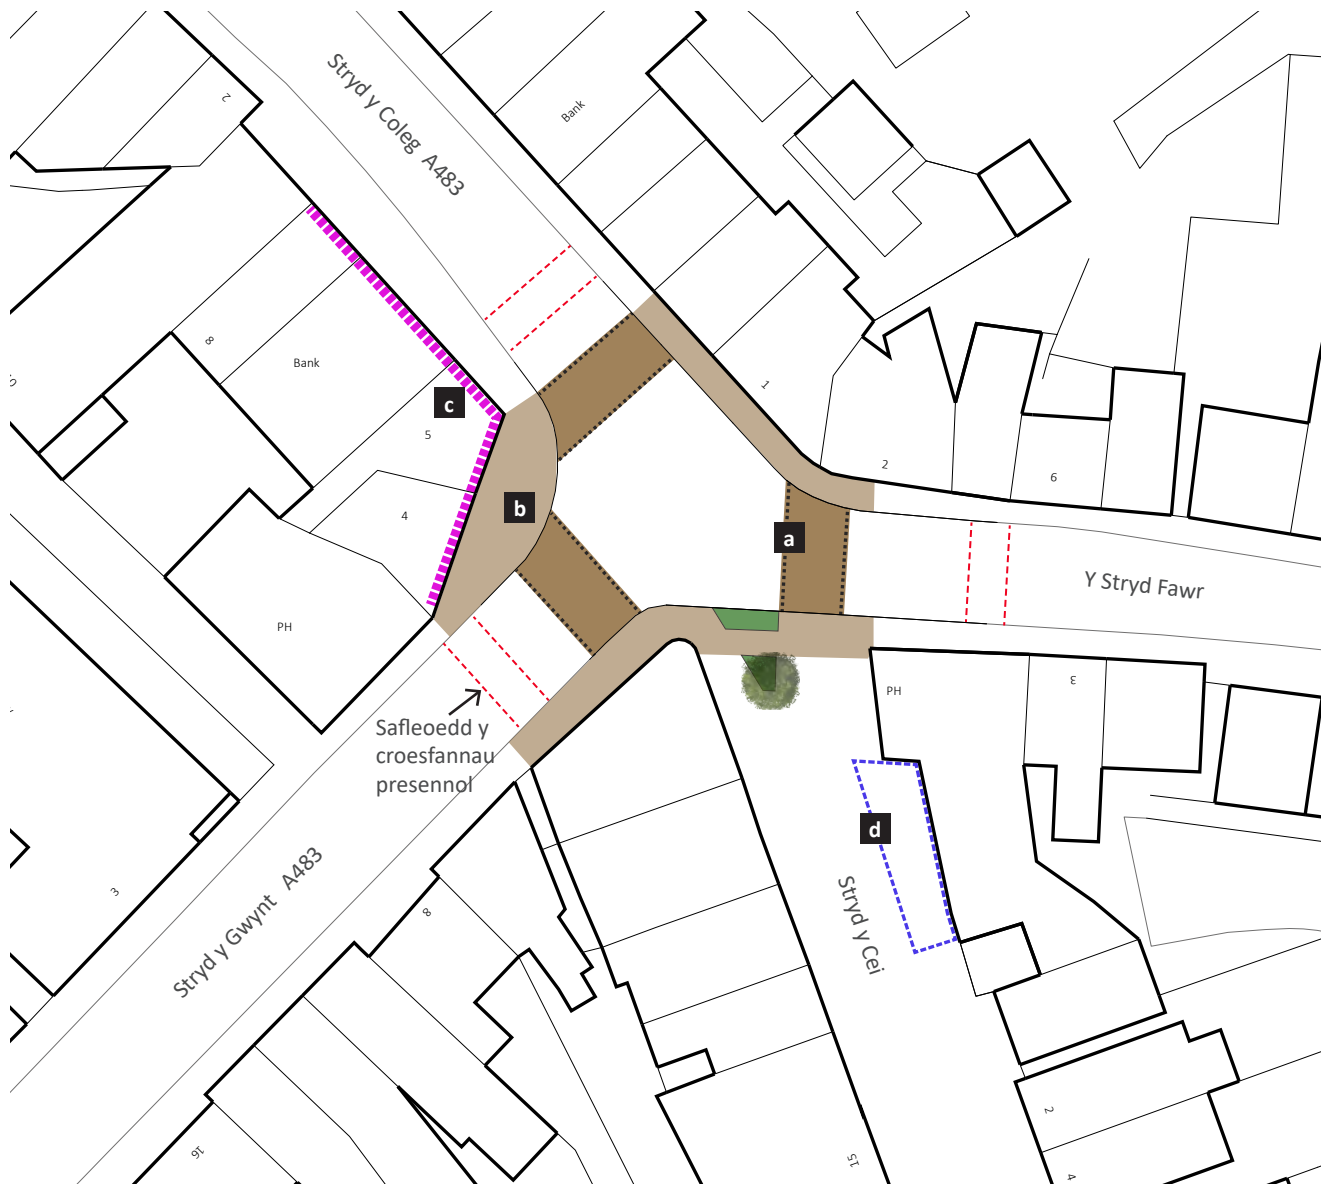 Stryd y Coleg A483
Bank
2
8
Bank
c
5
4
b
a
1
2
6
Y Stryd Fawr
PH
PH
3
Safleoedd y
croesfannau
presennol
d
Stryd y Cei
Stryd y Gwynt A483
3
8
16
15
2
4